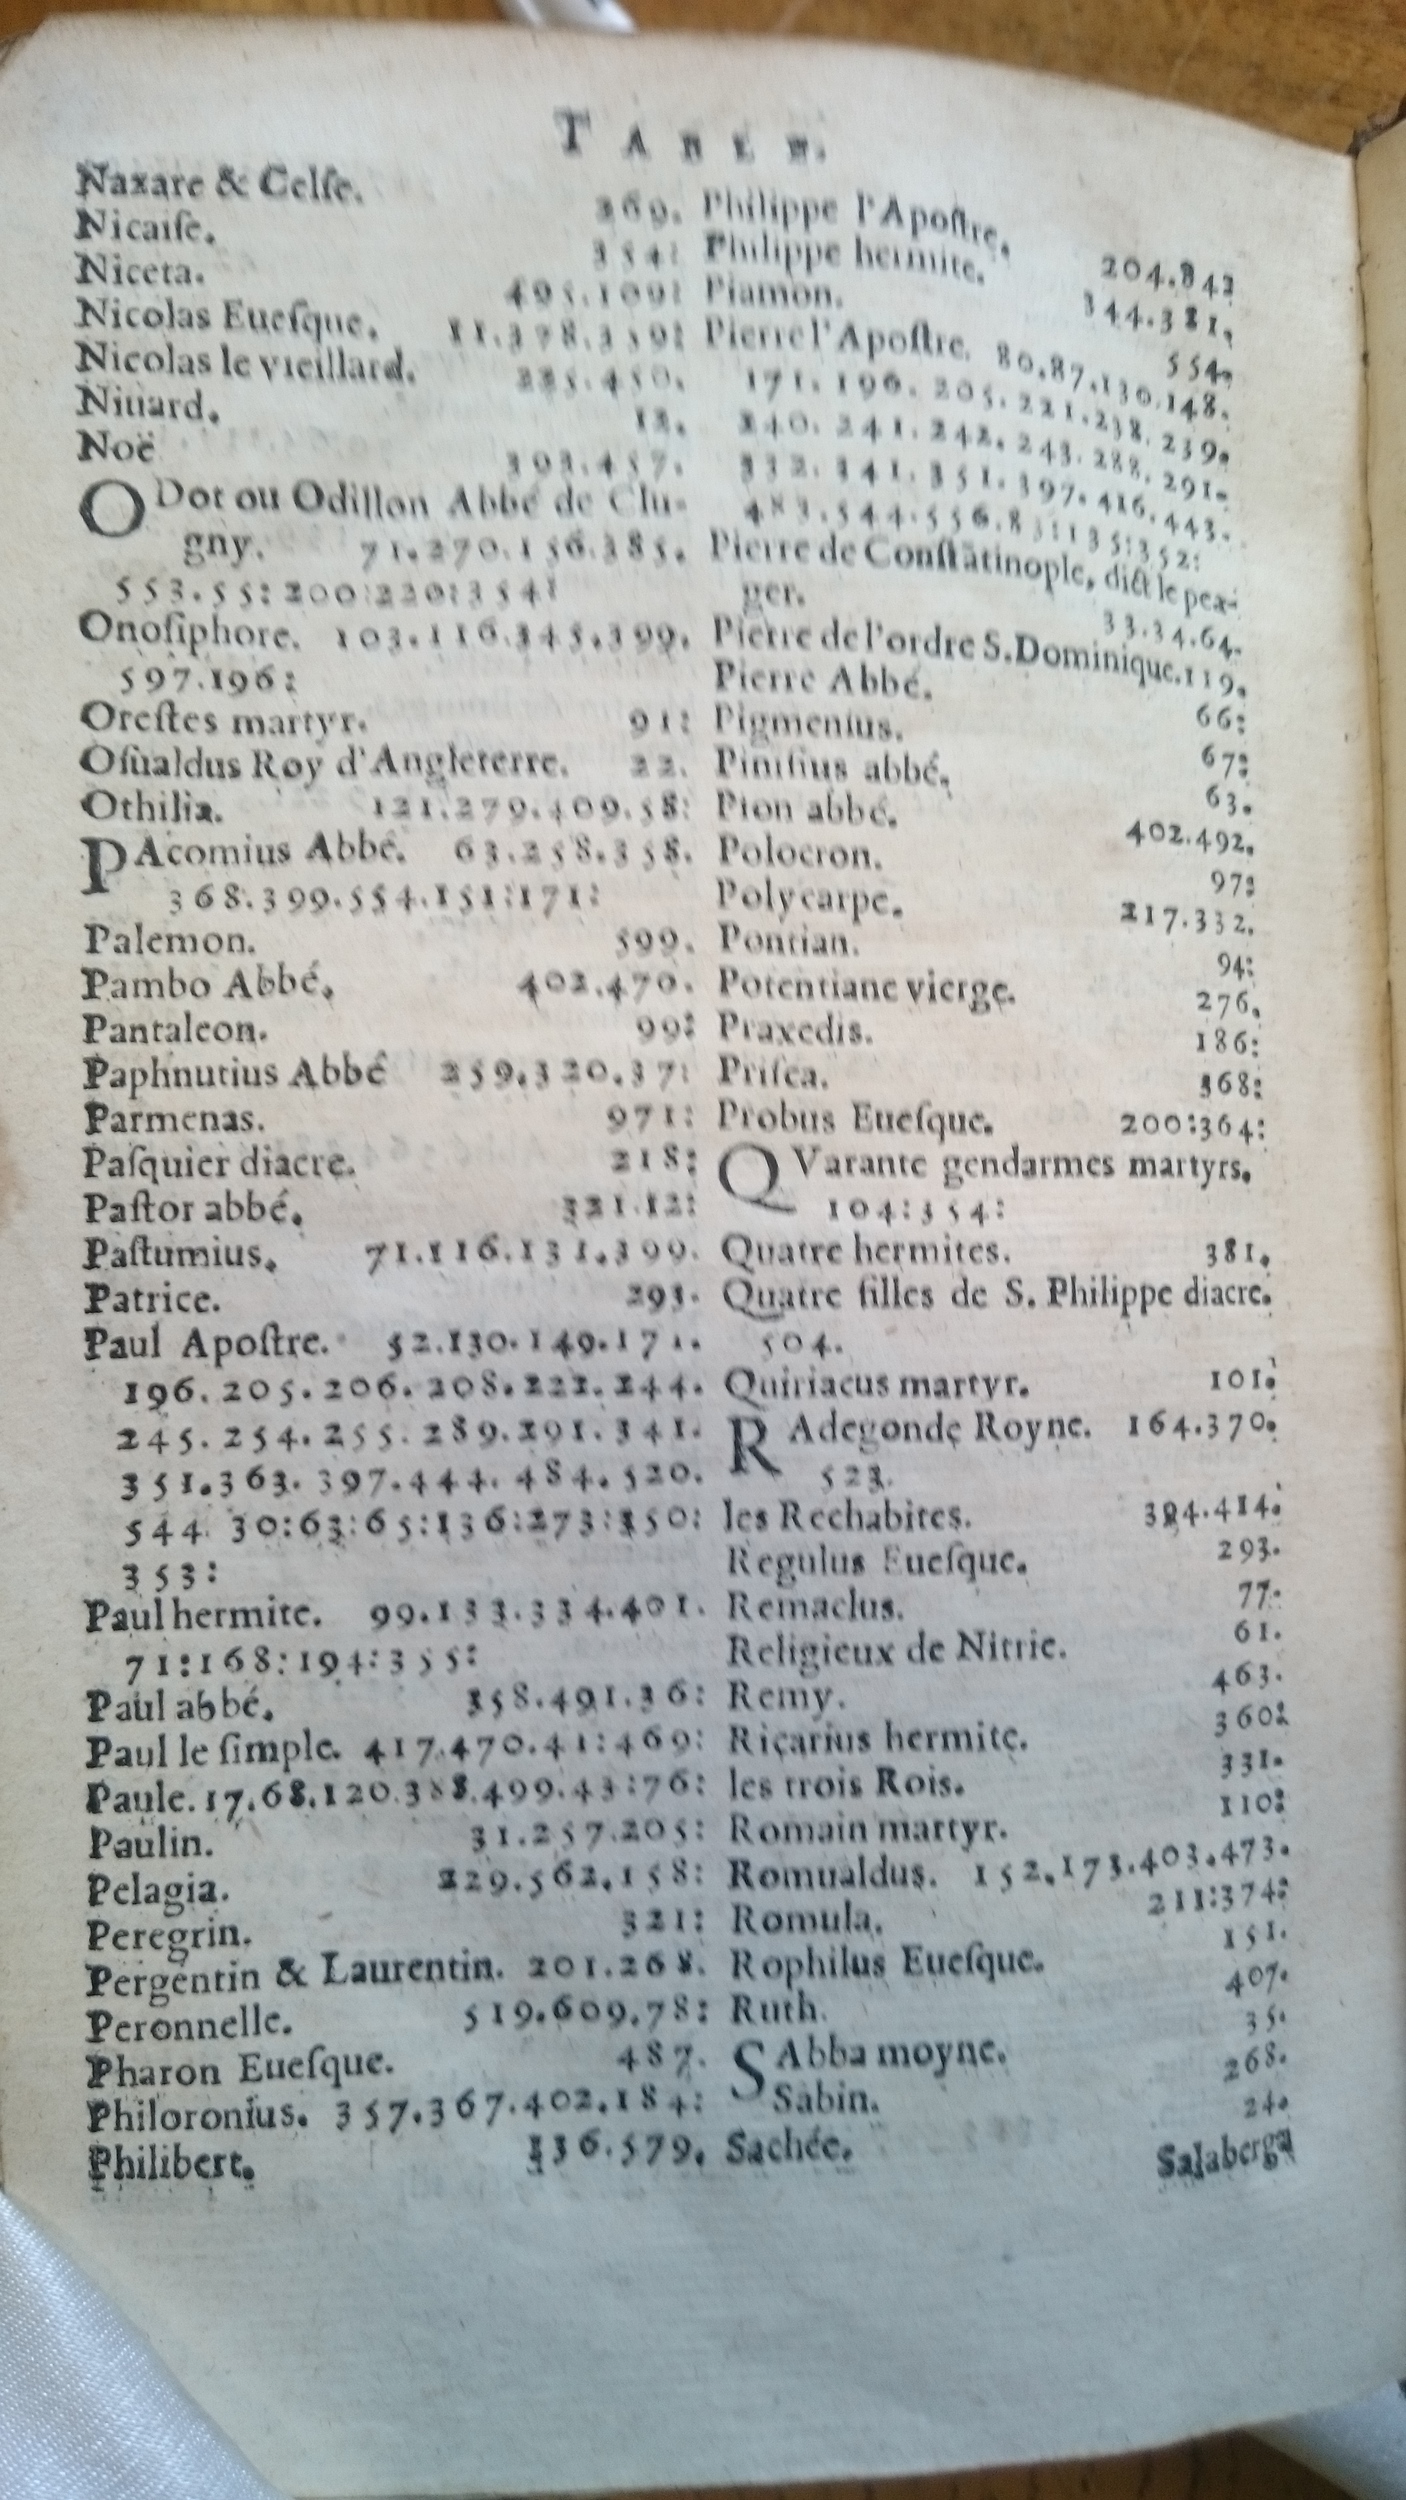 TABLE.
Naxare & Celſe. 269.
Nicaiſe. 354:
Niceta. 495.109:
Nicolas Eueſque. 11.378.359:
Nicolas le vieillard. 225.450.
Niuard. 12.
Noë 393.457.
ODot ou Odillon Abbé de Clu-
gny. 71.270.156.385.
553.55:200:220:354:
Onoſiphore. 103.116.345.399.
597.196:
Oreſtes martyr. 91:
Oſualdus Roy d'Angleterre. 22.
Othilia. 121.279.409.58:
PAcomius Abbé. 63.258.358.
368.399.554.151:171:
Palemon. 599.
Pambo Abbé. 402.470.
Pantaleon. 99:
Paphnutius Abbé 259.320.37:
Parmenas. 971:
Paſquier diacre. 218:
Paſtor abbé. 321.12:
Paſtumius. 71.116.131.399.
Patrice. 293.
Paul Apoſtre. 52.130.149.171.
196.205.206.208.222.244.
245.254.255.289.291.341.
351.363.397.444.484.520.
544 30:63:65:136:273:350:
353:
Paul hermite. 99.133.334.401.
71:168:194:355:
Paul abbé. 358.491.36:
Paul le ſimple. 417.470.41:469:
Paule. 17.68.120.388.499.43:76:
Paulin. 31.257.205:
Pelagia. 229.562.158:
Peregrin. 321:
Pergentin & Laurentin. 201.268.
Peronnelle. 519.609.78:
Pharon Eueſque. 487.
Philoronius. 357.367.402.184:
Philibert. 136.579.
Philippe l'Apoſtre. 204.842
Philippe hermite. 344.381.
Piamon. 554.
Pierre l'Apoſtre. 80.87.130.148.
171.196.205.221.238.239.
240.241.242.243.288.291.
332.341.351.397.416.443.
483.544.556.83:135:352:
Pierre de Conſtãtinople, dict le pea-
ger. 33.34.64.
Pierre de l'ordre S.Dominique.119.
Pierre Abbé. 66:
Pigmenius. 67:
Piniſius abbé. 63.
Pion abbé. 402.492.
Polocron. 97:
Polycarpe. 217.332.
Pontian. 94:
Potentiane vierge. 276.
Praxedis. 186:
Priſca. 368:
Probus Eueſque. 200:364:
QVarante gendarmes martyrs.
104:354:
Quatre hermites. 381.
Quatre filles de S. Philippe diacre.
504.
Quiriacus martyr. 101.
RAdegonde Royne. 164.370.
523.
les Rechabites. 394.414.
Regulus Eueſque. 293.
Remaclus. 77.
Religieux de Nitrie. 61.
Remy. 463.
Ricarius hermite. 360:
les trois Rois. 331.
Romain martyr. 110:
Romualdus. 152.173.403.473.
211:374:
Romula. 151.
Rophilus Eueſque. 407.
Ruth. 35.
SAbba moyne. 268.
Sabin. 24.
Sachée.
Salaberga